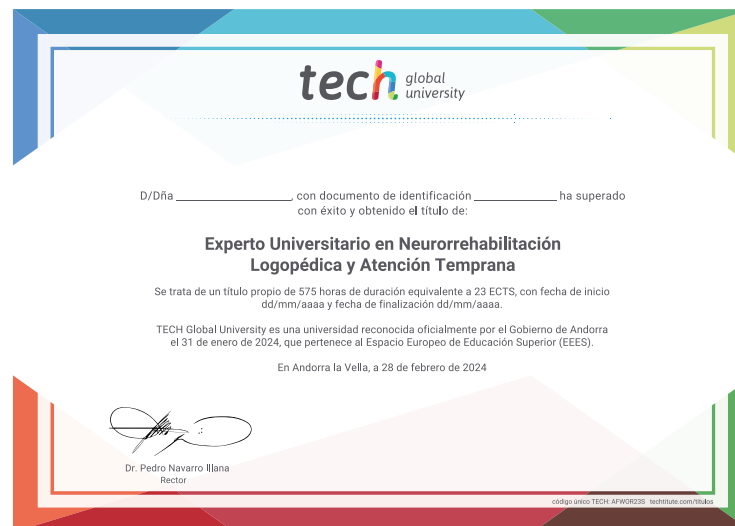 tech global university
D/Dña ____________________, con documento de identificación ______________ ha superado
con éxito y obtenido el título de:
Experto Universitario en Neurorrehabilitación
Logopédica y Atención Temprana
Se trata de un título propio de 575 horas de duración equivalente a 23 ECTS, con fecha de inicio
dd/mm/aaaa y fecha de finalización dd/mm/aaaa.
TECH Global University es una universidad reconocida oficialmente por el Gobierno de Andorra
el 31 de enero de 2024, que pertenece al Espacio Europeo de Educación Superior (EEES).
En Andorra la Vella, a 28 de febrero de 2024
Dr. Pedro Navarro Illana
Rector
código único TECH: AFWOR23S techtitute.com/titulos